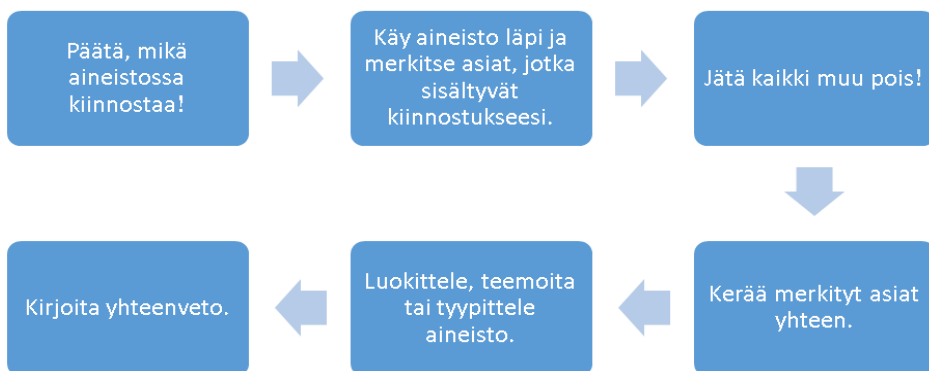 Päätä, mikä
aineistossa
kiinnostaa!
Käy aineisto läpi ja
merkitse asiat, jotka
sisältyvät
kiinnostukseesi.
Jätä kaikki muu pois!
Kerää merkityt asiat
yhteen.
Luokittele, teemoita
tai tyypittele
aineisto.
Kirjoita yhteenveto.